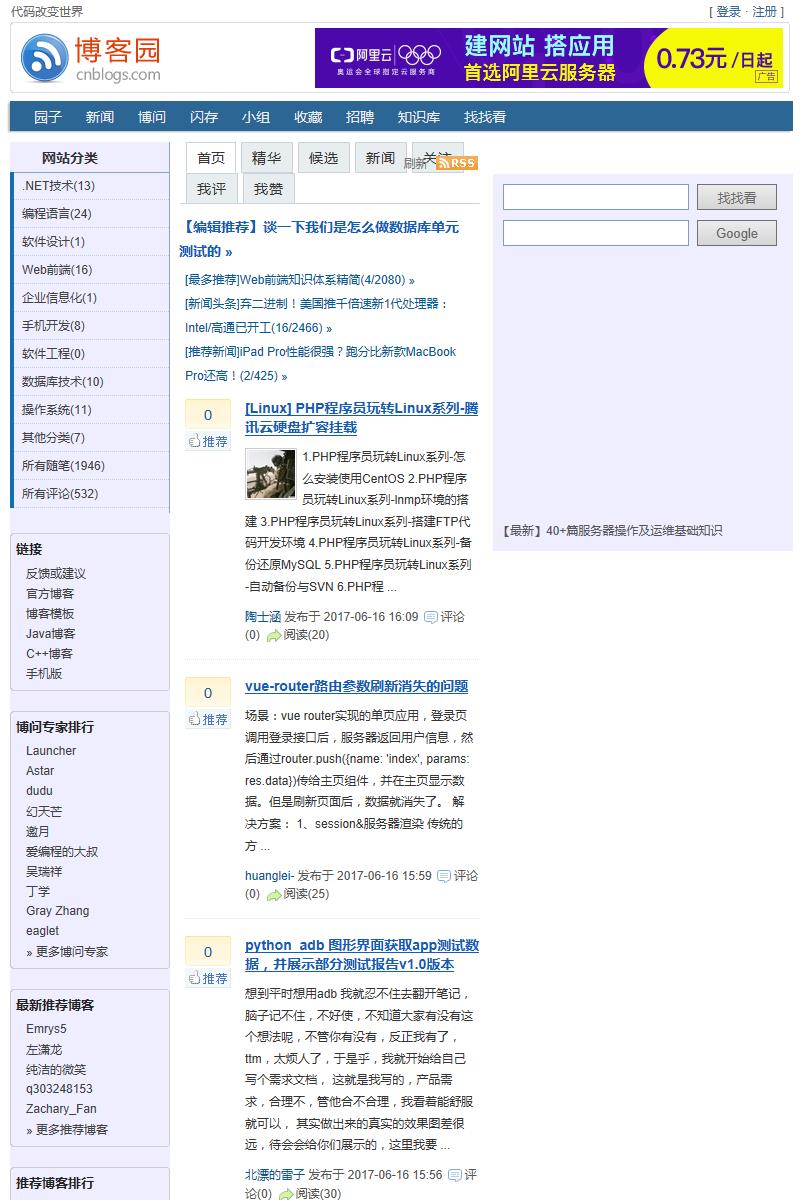 代码改变世界
[ 登录 · 注册 ]
博客园
cnblogs.com
阿里云
奥运会全球指定云服务商
建网站 搭应用
首选阿里云服务器
0.73元 /日起
广告
园子 新闻 博问 闪存 小组 收藏 招聘 知识库 找找看
网站分类
.NET技术(13)
编程语言(24)
软件设计(1)
Web前端(16)
企业信息化(1)
手机开发(8)
软件工程(0)
数据库技术(10)
操作系统(11)
其他分类(7)
所有随笔(1946)
所有评论(532)
链接
反馈或建议
官方博客
博客模板
Java博客
C++博客
手机版
博问专家排行
Launcher
Astar
dudu
幻天芒
邀月
爱编程的大叔
吴瑞祥
丁学
Gray Zhang
eaglet
» 更多博问专家
最新推荐博客
Emrys5
左潇龙
纯洁的微笑
q303248153
Zachary_Fan
» 更多推荐博客
推荐博客排行
首页 精华 候选 新闻 关注
刷新 RSS
我评 我赞
【编辑推荐】谈一下我们是怎么做数据库单元
测试的 »
[最多推荐]Web前端知识体系精简(4/2080) »
[新闻头条]弃二进制！美国推千倍速新1代处理器：
Intel/高通已开工(16/2466) »
[推荐新闻]iPad Pro性能很强？跑分比新款MacBook
Pro还高！(2/425) »
0
推荐
[Linux] PHP程序员玩转Linux系列-腾
讯云硬盘扩容挂载
1.PHP程序员玩转Linux系列-怎
么安装使用CentOS 2.PHP程序
员玩转Linux系列-lnmp环境的搭
建 3.PHP程序员玩转Linux系列-搭建FTP代
码开发环境 4.PHP程序员玩转Linux系列-备
份还原MySQL 5.PHP程序员玩转Linux系列
-自动备份与SVN 6.PHP程 ...
陶士涵 发布于 2017-06-16 16:09 评论
(0) 阅读(20)
0
推荐
vue-router路由参数刷新消失的问题
场景：vue router实现的单页应用，登录页
调用登录接口后，服务器返回用户信息，然
后通过router.push({name: 'index', params:
res.data})传给主页组件，并在主页显示数
据。但是刷新页面后，数据就消失了。 解
决方案： 1、session&服务器渲染 传统的
方 ...
huanglei- 发布于 2017-06-16 15:59 评论
(0) 阅读(25)
0
推荐
python_adb 图形界面获取app测试数
据，并展示部分测试报告v1.0版本
想到平时想用adb 我就忍不住去翻开笔记，
脑子记不住，不好使，不知道大家有没有这
个想法呢，不管你有没有，反正我有了，
ttm，太烦人了，于是乎，我就开始给自己
写个需求文档， 这就是我写的，产品需
求，合理不，管他合不合理，我看着能舒服
就可以， 其实做出来的真实的效果图差很
远，待会会给你们展示的，这里我要 ...
北漂的雷子 发布于 2017-06-16 15:56 评
论(0) 阅读(30)
找找看
Google
【最新】40+篇服务器操作及运维基础知识